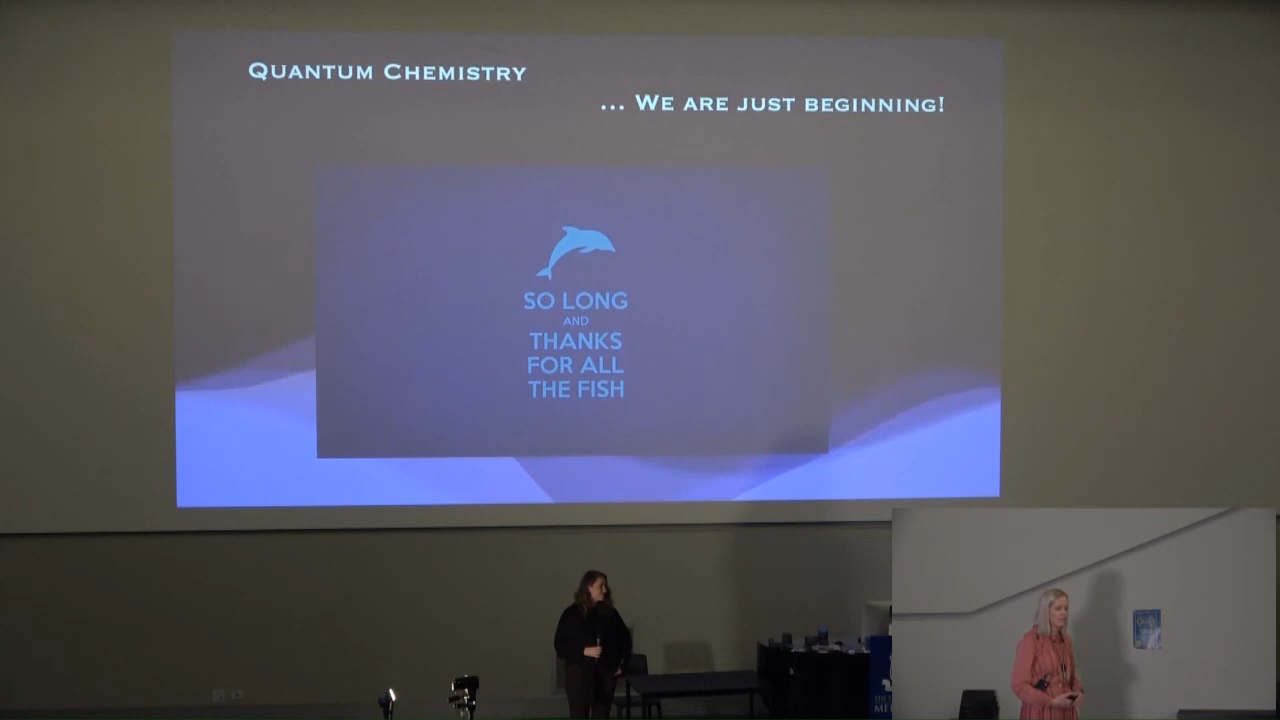 QUANTUM CHEMISTRY
... WE ARE JUST BEGINNING!
SO LONG
AND
THANKS
FOR ALL
THE FISH